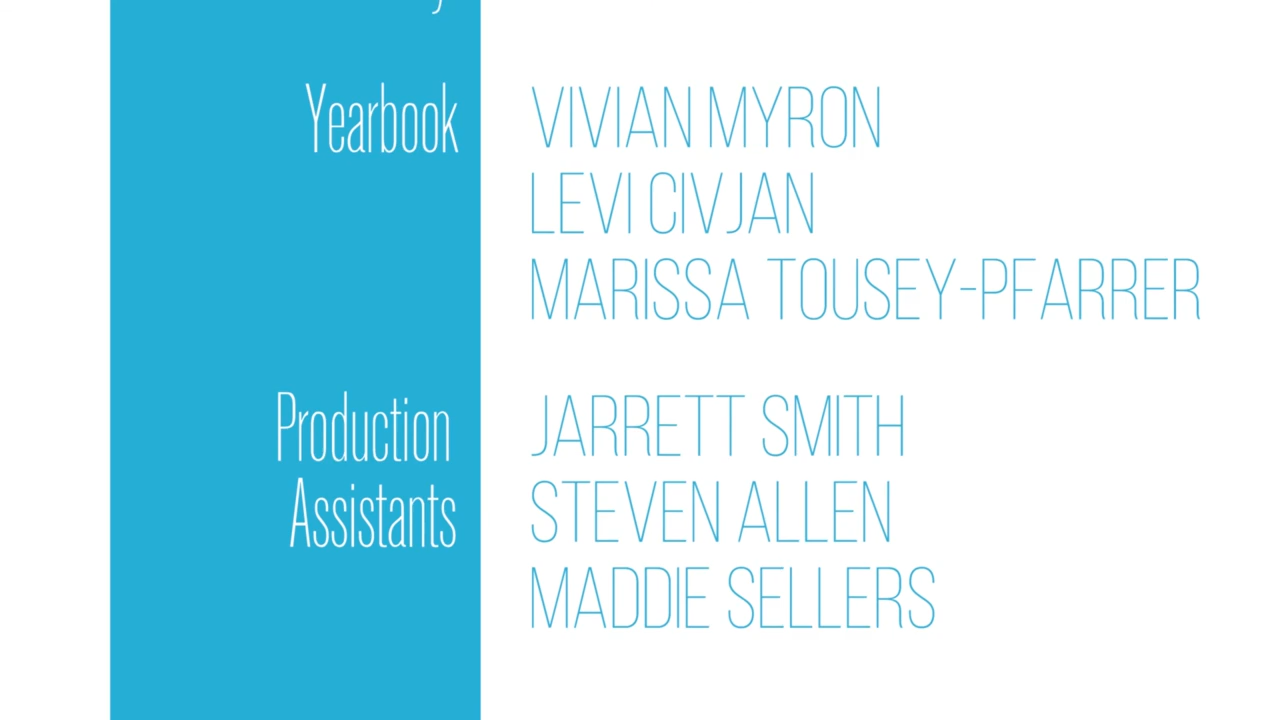 Yearbook VIVIAN MYRON
LEVI CIVJAN
MARISSA TOUSEY-PFARRER
Production JARRETT SMITH
Assistants STEVEN ALLEN
MADDIE SELLERS